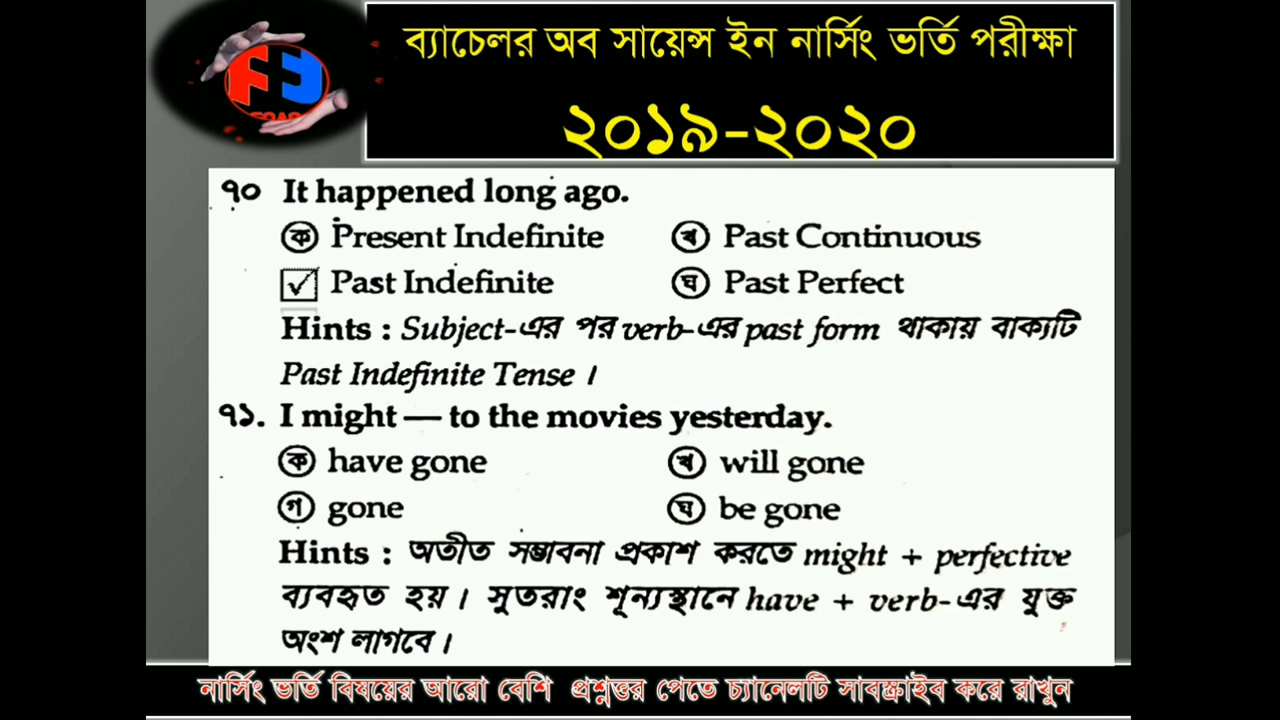 ব্যাচেলর অব সায়েন্স ইন নার্সিং ভর্তি পরীক্ষা
২০১৯-২০২০
৭০ It happened long ago.
ক Present Indefinite খ Past Continuous
Past Indefinite ঘ Past Perfect
Hints : Subject-এর পর verb-এর past form থাকায় বাক্যটি
Past Indefinite Tense ।
৭১. I might — to the movies yesterday.
ক have gone খ will gone
গ gone ঘ be gone
Hints : অতীত সম্ভাবনা প্রকাশ করতে might + perfective
ব্যবহৃত হয়। সুতরাং শূন্যস্থানে have + verb-এর যুক্ত
অংশ লাগবে।
নার্সিং ভর্তি বিষয়ের আরো বেশি প্রশ্নত্তর পেতে চ্যানেলটি সাবস্ক্রাইব করে রাখুন